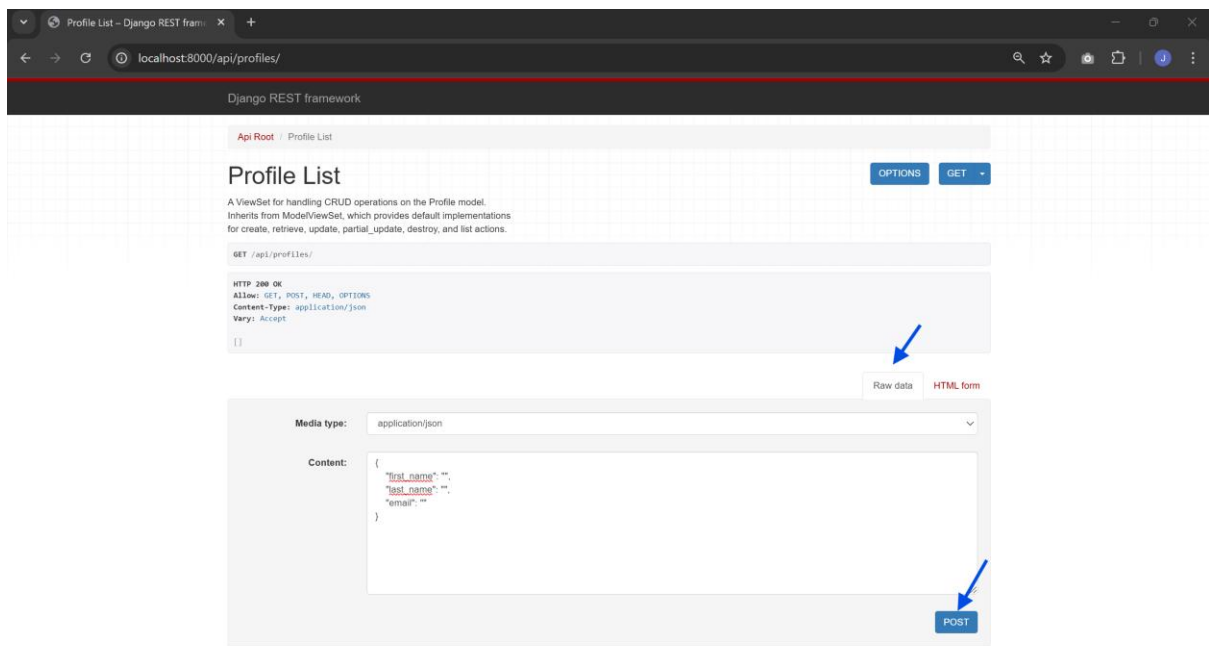 Profile List – Django REST fram
localhost:8000/api/profiles/
J
Django REST framework
Api Root / Profile List
Profile List
OPTIONS
GET
A ViewSet for handling CRUD operations on the Profile model.
Inherits from ModelViewSet, which provides default implementations
for create, retrieve, update, partial_update, destroy, and list actions.
GET /api/profiles/
HTTP 200 OK
Allow: GET, POST, HEAD, OPTIONS
Content-Type: application/json
Vary: Accept
[]
Raw data
HTML form
Media type:
application/json
Content:
{
"first_name": "",
"last_name": "",
"email": ""
}
POST